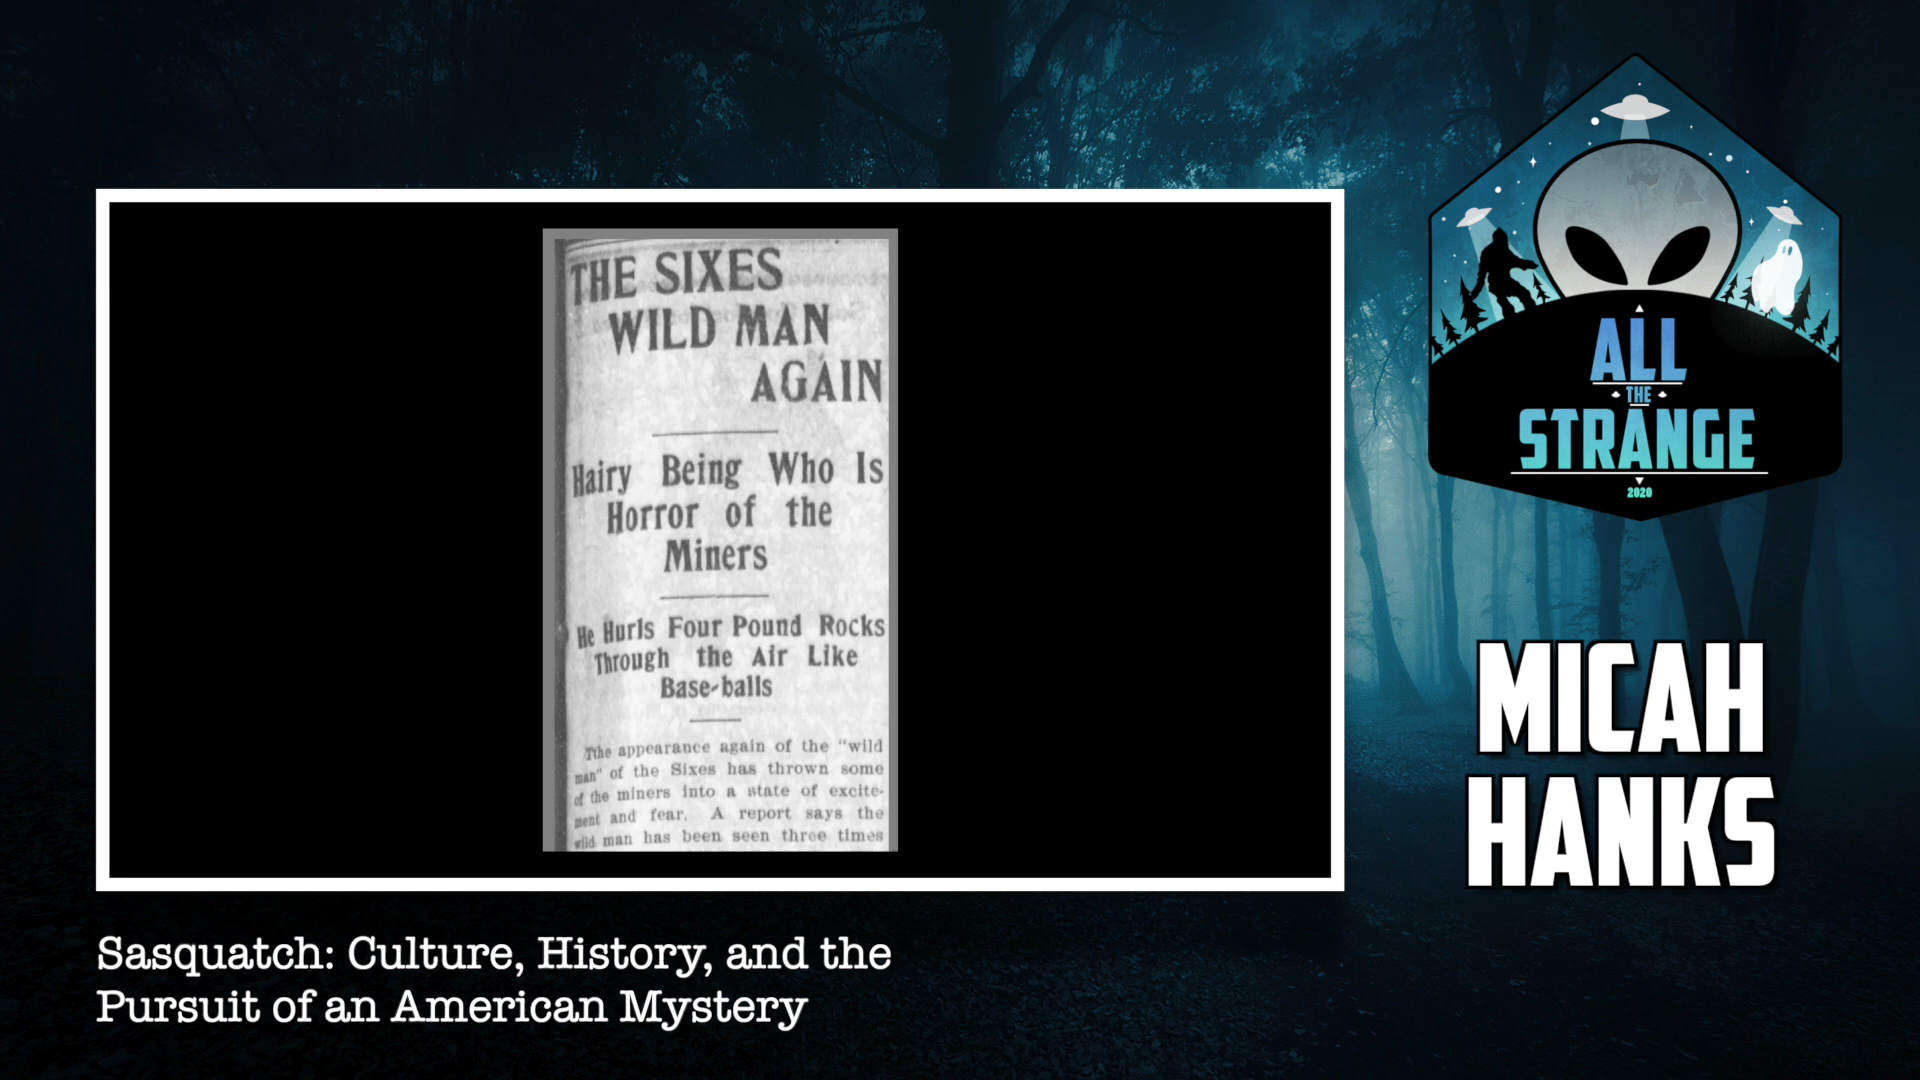 THE SIXES
WILD MAN
AGAIN
Hairy Being Who Is
Horror of the
Miners
He Hurls Four Pound Rocks
Through the Air Like
Base-balls
Tthe appearance again of the "wild
man" of the Sixes has thrown some
of the miners into a state of excite-
ment and fear. A report says the
wild man has been seen three times
ALL
THE
STRANGE
2020
MICAH
HANKS
Sasquatch: Culture, History, and the
Pursuit of an American Mystery